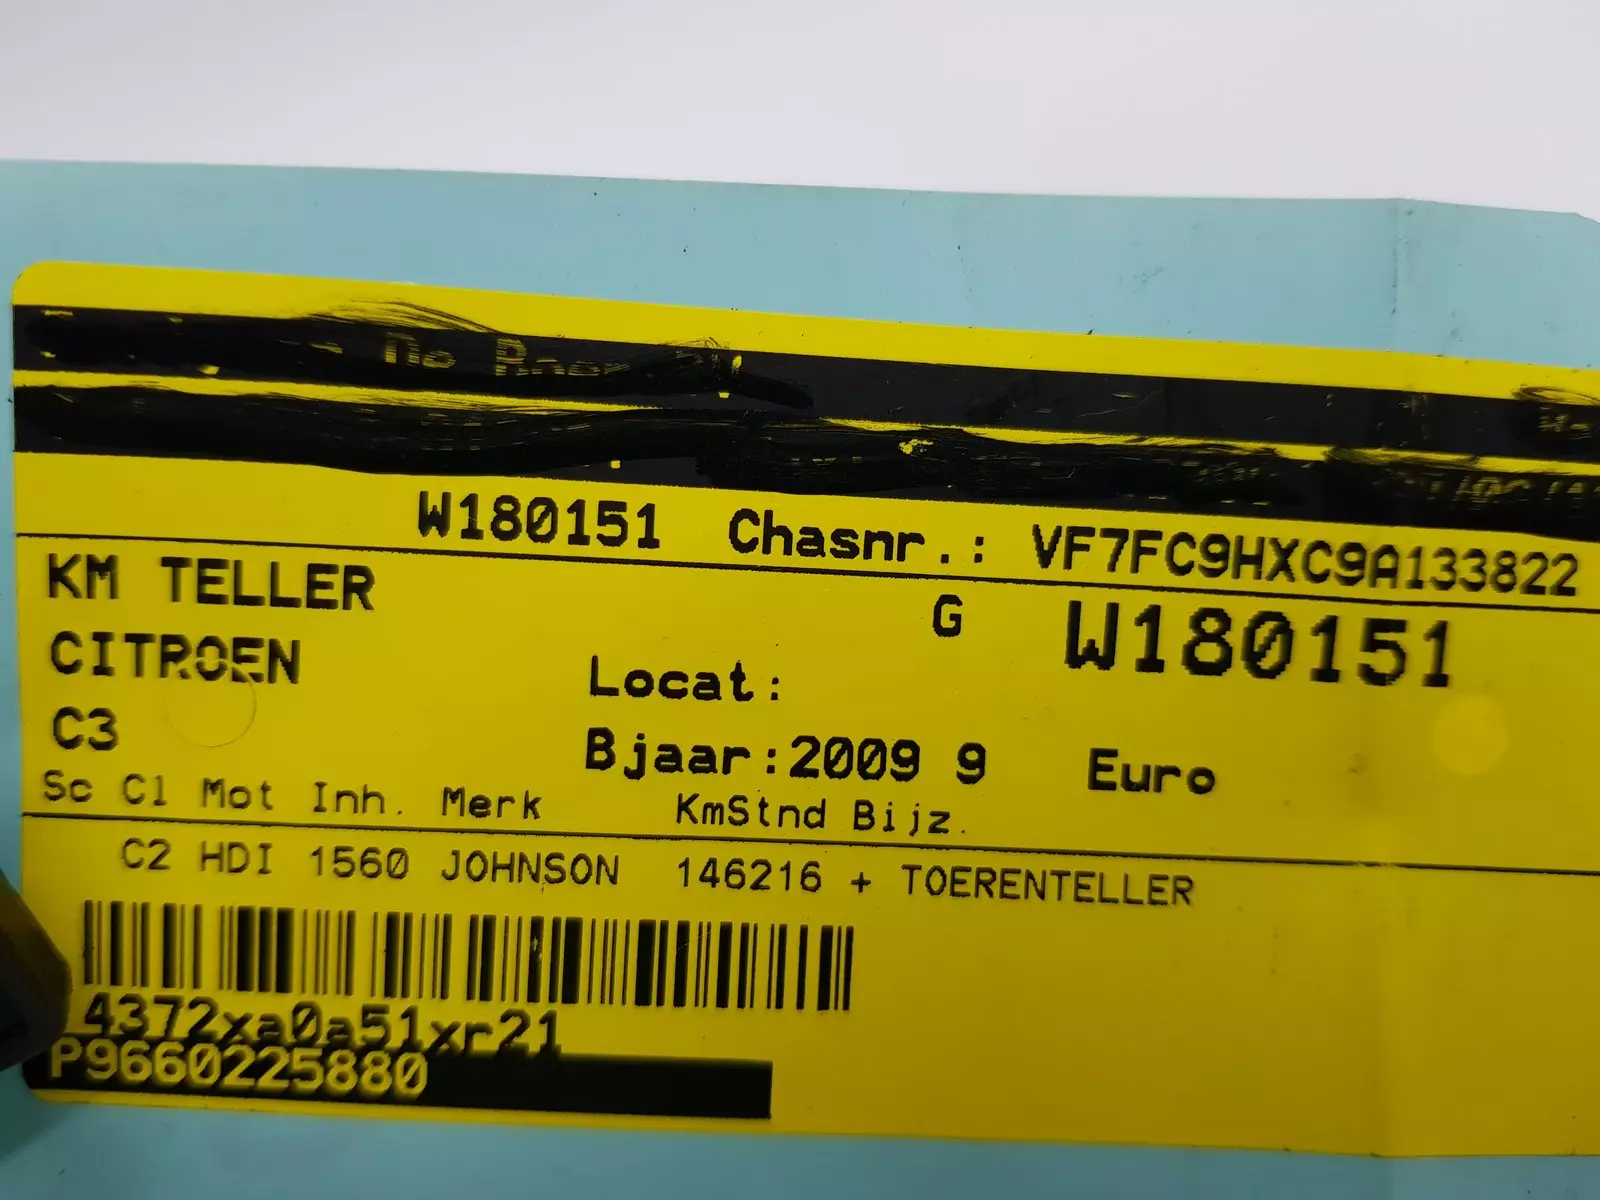 W180151 Chasnr.: VF7FC9HXC9A133822
KM TELLER
G W180151
CITROEN
Locat:
C3
Bjaar:2009 9 Euro
Sc Cl Mot Inh. Merk KmStnd Bijz.
C2 HDI 1560 JOHNSON 146216 + TOERENTELLER
4372xa0a51xr21
P9660225880